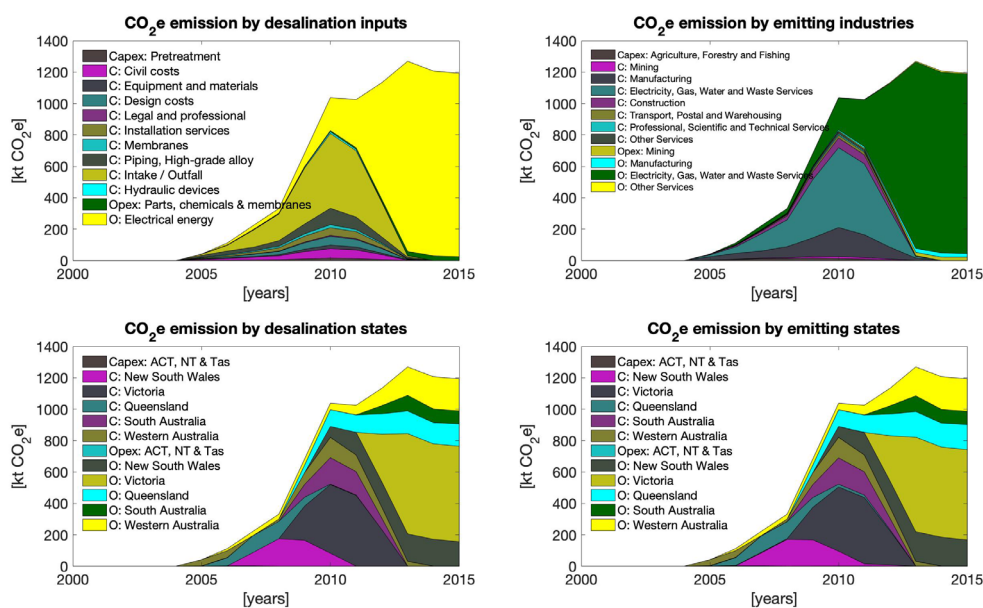 CO2e emission by desalination inputs
1400
1200
1000
800
600
400
200
0
[kt CO2e]
Capex: Pretreatment
C: Civil costs
C: Equipment and materials
C: Design costs
C: Legal and professional
C: Installation services
C: Membranes
C: Piping, High-grade alloy
C: Intake / Outfall
C: Hydraulic devices
Opex: Parts, chemicals & membranes
O: Electrical energy
2000 2005 2010 2015
[years]
CO2e emission by emitting industries
1400
1200
1000
800
600
400
200
0
[kt CO2e]
Capex: Agriculture, Forestry and Fishing
C: Mining
C: Manufacturing
C: Electricity, Gas, Water and Waste Services
C: Construction
C: Transport, Postal and Warehousing
C: Professional, Scientific and Technical Services
C: Other Services
Opex: Mining
O: Manufacturing
O: Electricity, Gas, Water and Waste Services
O: Other Services
2000 2005 2010 2015
[years]
CO2e emission by desalination states
1400
1200
1000
800
600
400
200
0
[kt CO2e]
Capex: ACT, NT & Tas
C: New South Wales
C: Victoria
C: Queensland
C: South Australia
C: Western Australia
Opex: ACT, NT & Tas
O: New South Wales
O: Victoria
O: Queensland
O: South Australia
O: Western Australia
2000 2005 2010 2015
[years]
CO2e emission by emitting states
1400
1200
1000
800
600
400
200
0
[kt CO2e]
Capex: ACT, NT & Tas
C: New South Wales
C: Victoria
C: Queensland
C: South Australia
C: Western Australia
Opex: ACT, NT & Tas
O: New South Wales
O: Victoria
O: Queensland
O: South Australia
O: Western Australia
2000 2005 2010 2015
[years]